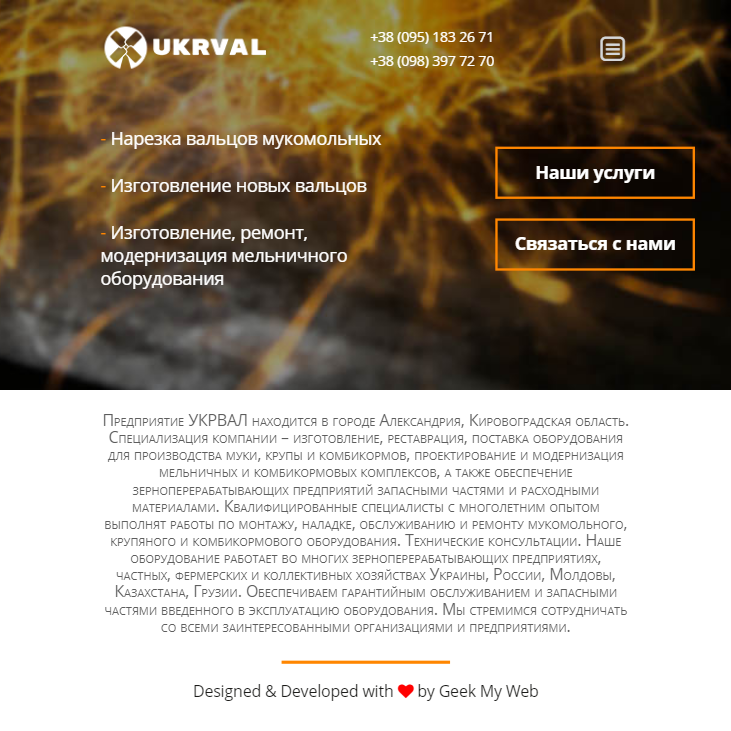 UKRVAL
+38 (095) 183 26 71
+38 (098) 397 72 70
- Нарезка вальцов мукомольных
- Изготовление новых вальцов
- Изготовление, ремонт,
модернизация мельничного
оборудования
Наши услуги
Связаться с нами
Предприятие УКРВАЛ находится в городе Александрия, Кировоградская область.
Специализация компании – изготовление, реставрация, поставка оборудования
для производства муки, крупы и комбикормов, проектирование и модернизация
мельничных и комбикормовых комплексов, а также обеспечение
зерноперерабатывающих предприятий запасными частями и расходными
материалами. Квалифицированные специалисты с многолетним опытом
выполнят работы по монтажу, наладке, обслуживанию и ремонту мукомольного,
крупяного и комбикормового оборудования. Технические консультации. Наше
оборудование работает во многих зерноперерабатывающих предприятиях,
частных, фермерских и коллективных хозяйствах Украины, России, Молдовы,
Казахстана, Грузии. Обеспечиваем гарантийным обслуживанием и запасными
частями введенного в эксплуатацию оборудования. Мы стремимся сотрудничать
со всеми заинтересованными организациями и предприятиями.
Designed & Developed with ❤ by Geek My Web